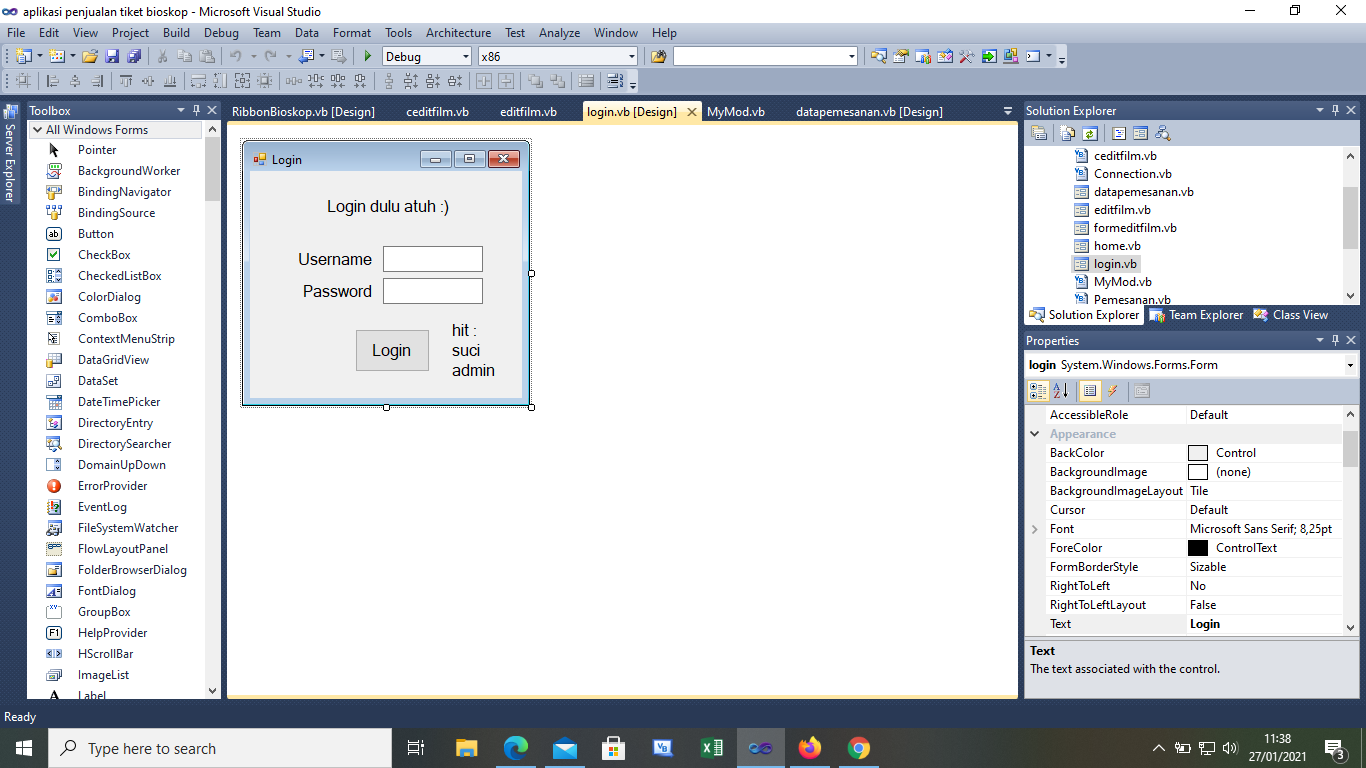 aplikasi penjualan tiket bioskop - Microsoft Visual Studio
File Edit View Project Build Debug Team Data Format Tools Architecture Test Analyze Window Help
Debug x86
Server Explorer
Toolbox
All Windows Forms
Pointer
BackgroundWorker
BindingNavigator
BindingSource
Button
CheckBox
CheckedListBox
ColorDialog
ComboBox
ContextMenuStrip
DataGridView
DataSet
DateTimePicker
DirectoryEntry
DirectorySearcher
DomainUpDown
ErrorProvider
EventLog
FileSystemWatcher
FlowLayoutPanel
FolderBrowserDialog
FontDialog
GroupBox
HelpProvider
HScrollBar
ImageList
Label
RibbonBioskop.vb [Design] ceditfilm.vb editfilm.vb login.vb [Design] MyMod.vb datapemesanan.vb [Design]
Login
Login dulu atuh :)
Username
Password
Login
hit :
suci
admin
Solution Explorer
ceditfilm.vb
Connection.vb
datapemesanan.vb
editfilm.vb
formeditfilm.vb
home.vb
login.vb
MyMod.vb
Pemesanan.vb
Solution Explorer Team Explorer Class View
Properties
login System.Windows.Forms.Form
AccessibleRole Default
Appearance
BackColor Control
BackgroundImage (none)
BackgroundImageLayout Tile
Cursor Default
Font Microsoft Sans Serif; 8,25pt
ForeColor ControlText
FormBorderStyle Sizable
RightToLeft No
RightToLeftLayout False
Text Login
Text
The text associated with the control.
Ready
Type here to search
11:38
27/01/2021
3